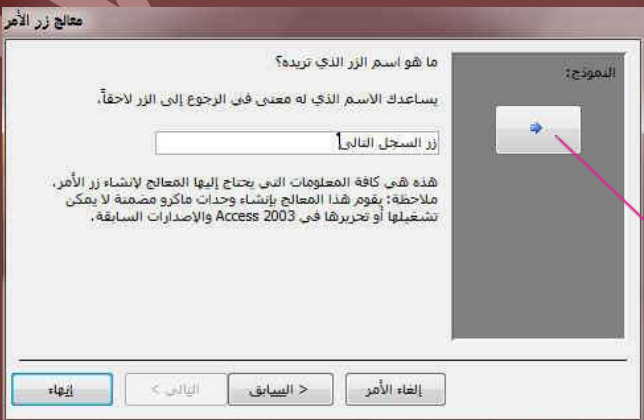 معالج زر الأمر
ما هو اسم الزر الذي تريده؟
النموذج:
يساعدك الاسم الذي له معنى في الرجوع إلى الزر لاحقاً.
زر السجل التالي
هذه هي كافة المعلومات التي يحتاج إليها المعالج لإنشاء زر الأمر.
ملاحظة: يقوم هذا المعالج بإنشاء وحدات ماكرو مضمنة لا يمكن
تشغيلها أو تحريرها في Access 2003 والإصدارات السابقة.
إلغاء الأمر
< السابق
التالي >
إنهاء